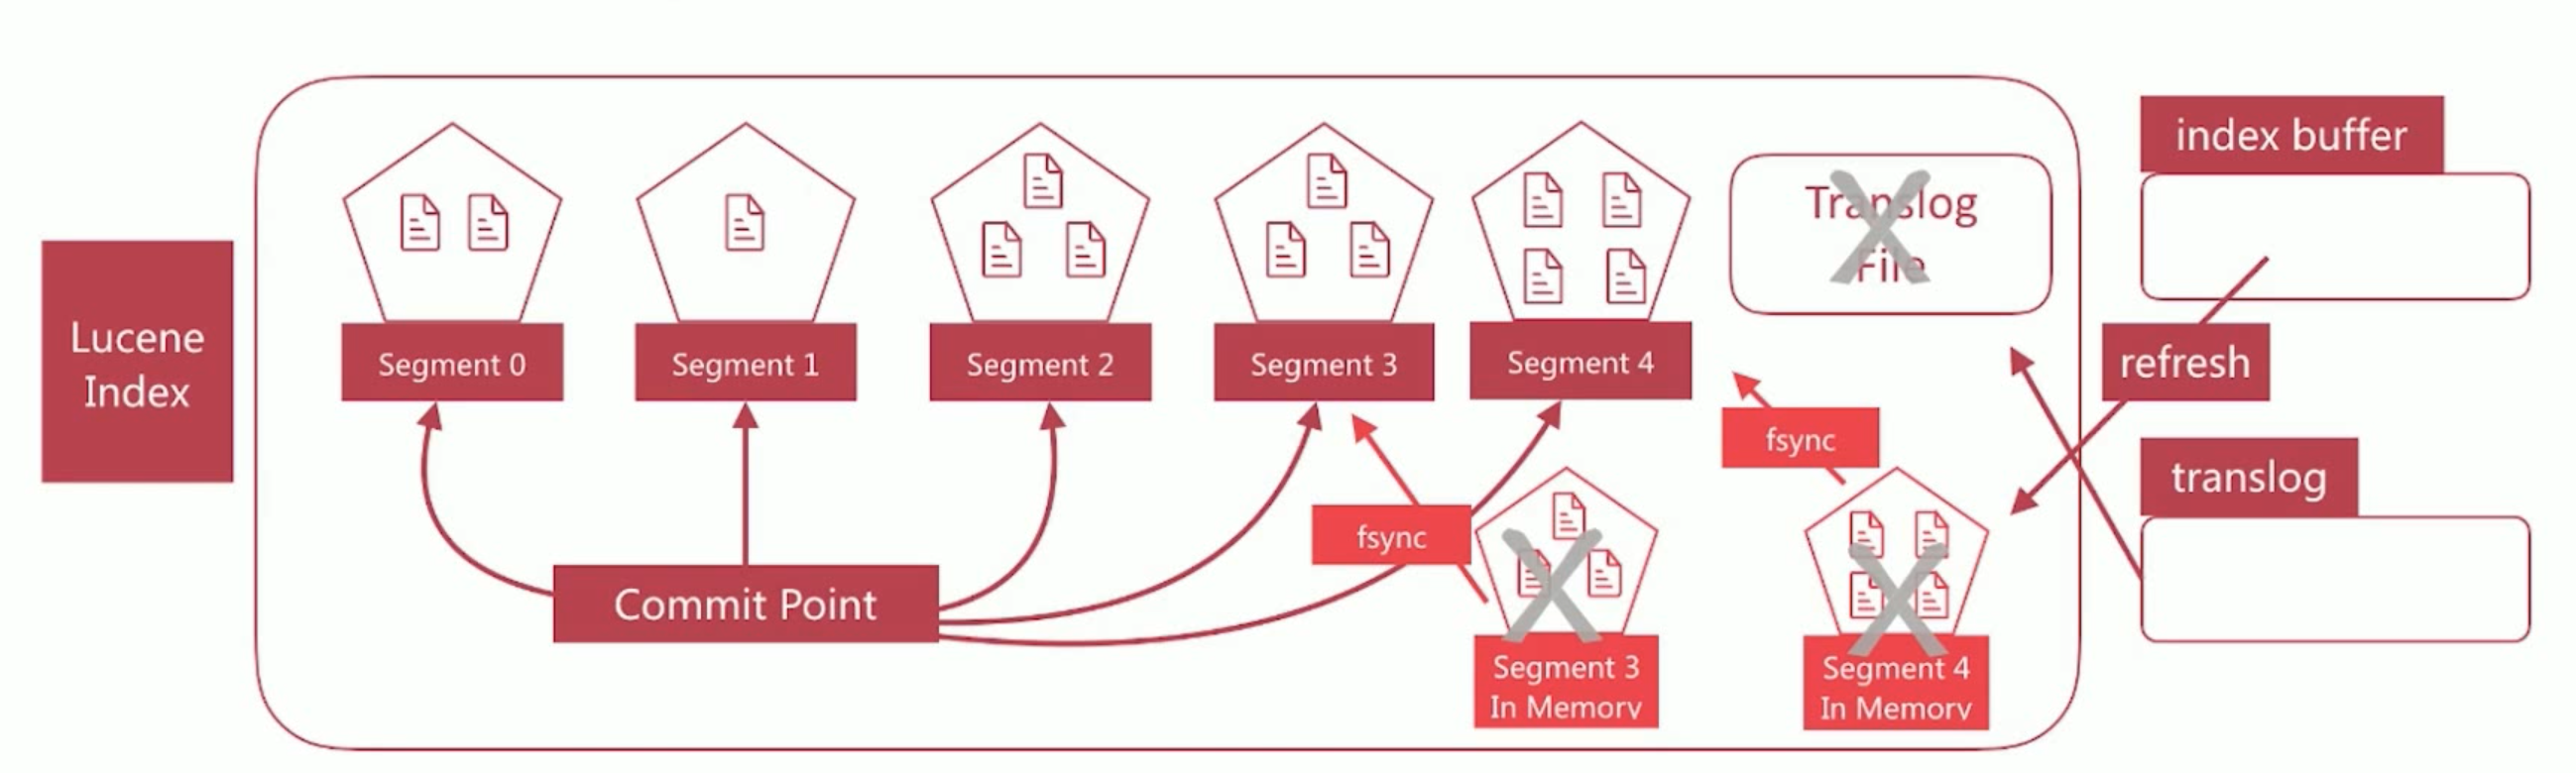 Lucene
Index
Segment 0
Segment 1
Segment 2
Segment 3
Segment 4
Translog
File
index buffer
refresh
translog
fsync
fsync
Commit Point
Segment 3
In Memory
Segment 4
In Memory